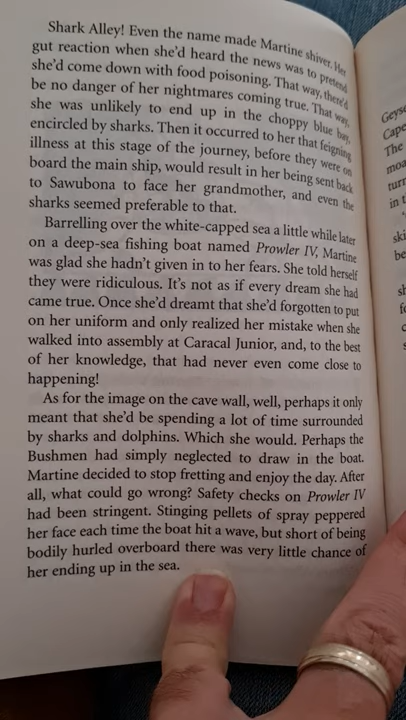 Shark Alley! Even the name made Martine shiver. Her
gut reaction when she'd heard the news was to pretend
she'd come down with food poisoning. That way, there'd
be no danger of her nightmares coming true. That way,
she was unlikely to end up in the choppy blue bay,
encircled by sharks. Then it occurred to her that feigning
illness at this stage of the journey, before they were on
board the main ship, would result in her being sent back
to Sawubona to face her grandmother, and even the
sharks seemed preferable to that.
Barrelling over the white-capped sea a little while later
on a deep-sea fishing boat named Prowler IV, Martine
was glad she hadn't given in to her fears. She told herself
they were ridiculous. It's not as if every dream she had
came true. Once she'd dreamt that she'd forgotten to put
on her uniform and only realized her mistake when she
walked into assembly at Caracal Junior, and, to the best
of her knowledge, that had never even come close to
happening!
As for the image on the cave wall, well, perhaps it only
meant that she'd be spending a lot of time surrounded
by sharks and dolphins. Which she would. Perhaps the
Bushmen had simply neglected to draw in the boat.
Martine decided to stop fretting and enjoy the day. After
all, what could go wrong? Safety checks on Prowler IV
had been stringent. Stinging pellets of spray peppered
her face each time the boat hit a wave, but short of being
bodily hurled overboard there was very little chance of
her ending up in the sea.
Geyse
Cape
The
moa
turn
in t
ski
be